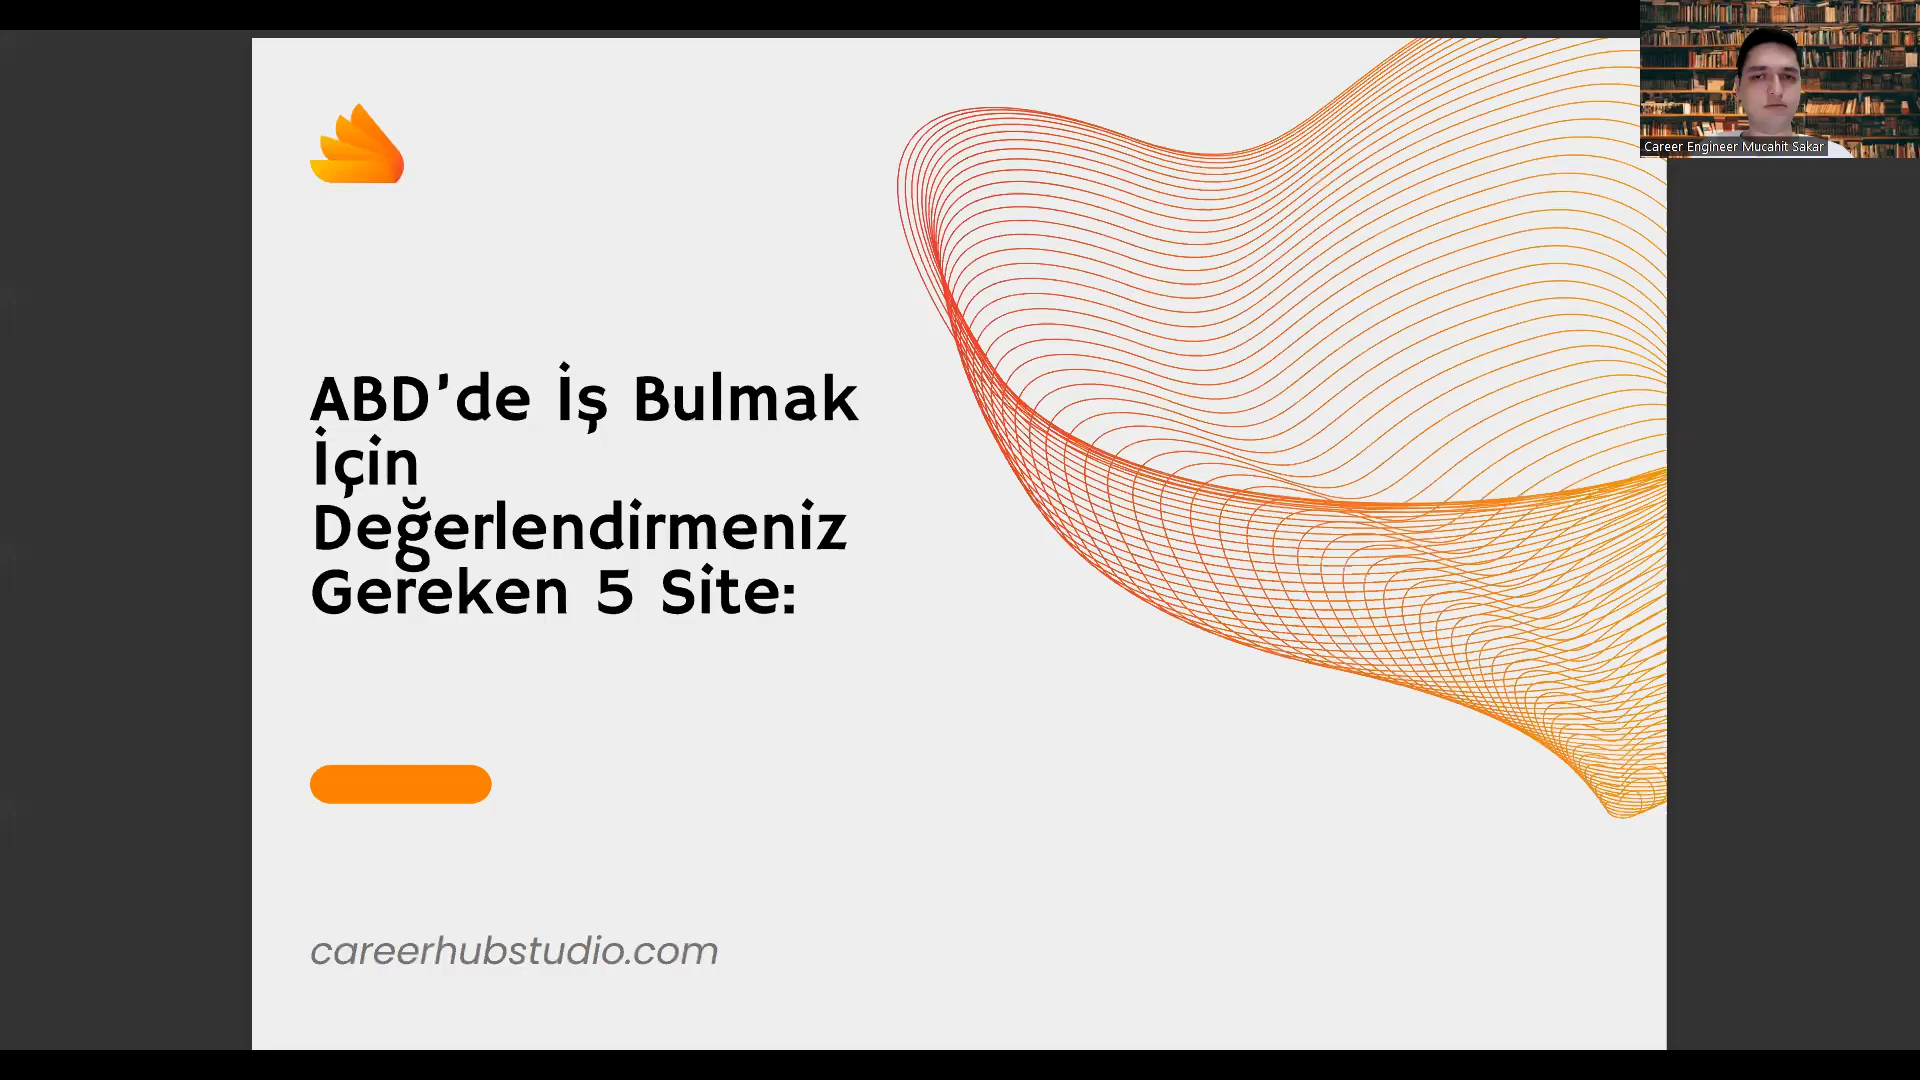 Career Engineer Mucahit Sakar
ABD'de İş Bulmak
İçin
Değerlendirmeniz
Gereken 5 Site:
careerhubstudio.com